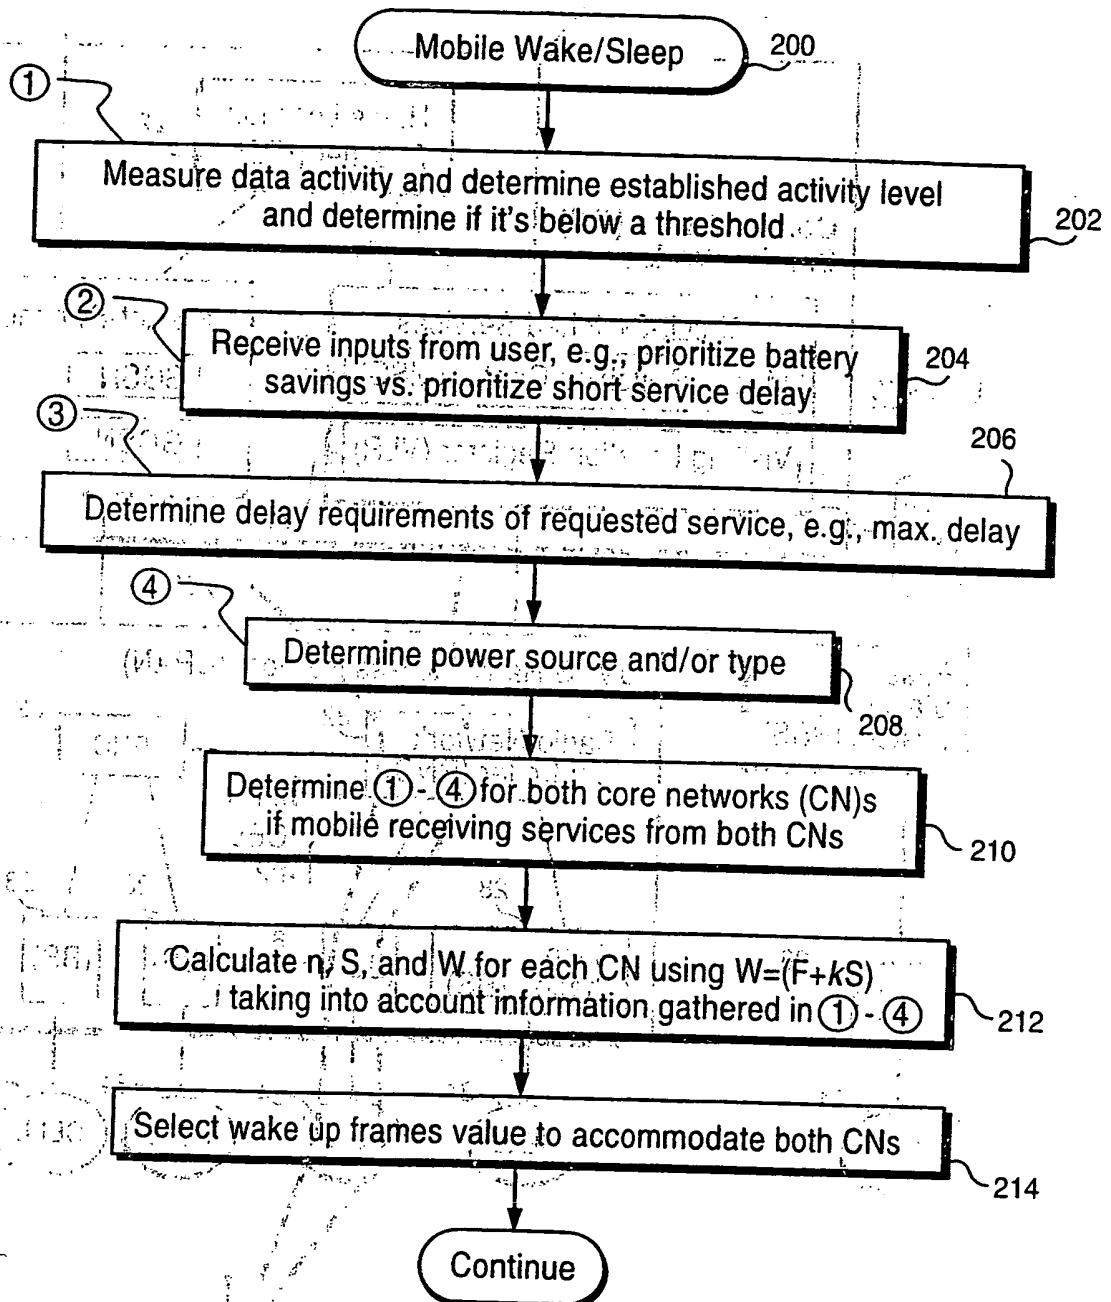 Mobile Wake/Sleep
200
①
Measure data activity and determine established activity level
and determine if it's below a threshold
202
②
Receive inputs from user, e.g., prioritize battery
savings vs. prioritize short service delay
204
③
206
Determine delay requirements of requested service, e.g., max. delay
④
Determine power source and/or type
208
Determine ① - ④ for both core networks (CN)s
if mobile receiving services from both CNs
210
Calculate n, S, and W for each CN using W=(F+kS)
taking into account information gathered in ① - ④
212
Select wake up frames value to accommodate both CNs
214
Continue